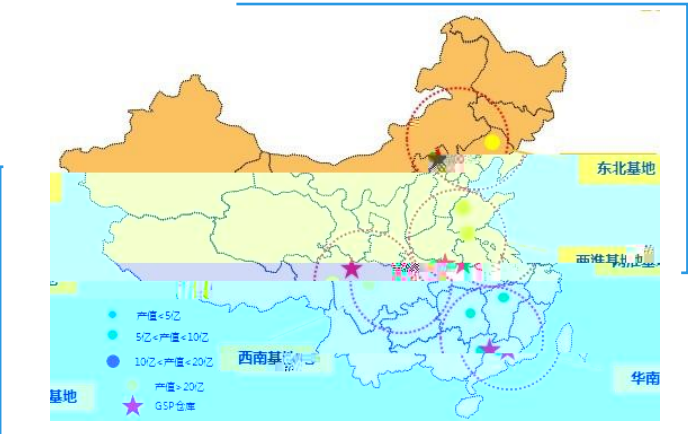 东北基地
产值<5亿
5亿<产值<10亿
10亿<产值<20亿
西南基
产值>20亿
GSP仓库
华南
基地